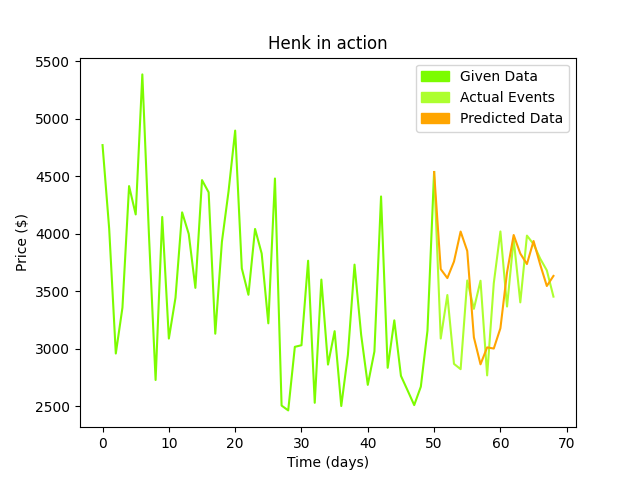 Henk in action
Given Data
Actual Events
Predicted Data
Price ($)
5500
5000
4500
4000
3500
3000
2500
0 10 20 30 40 50 60 70
Time (days)